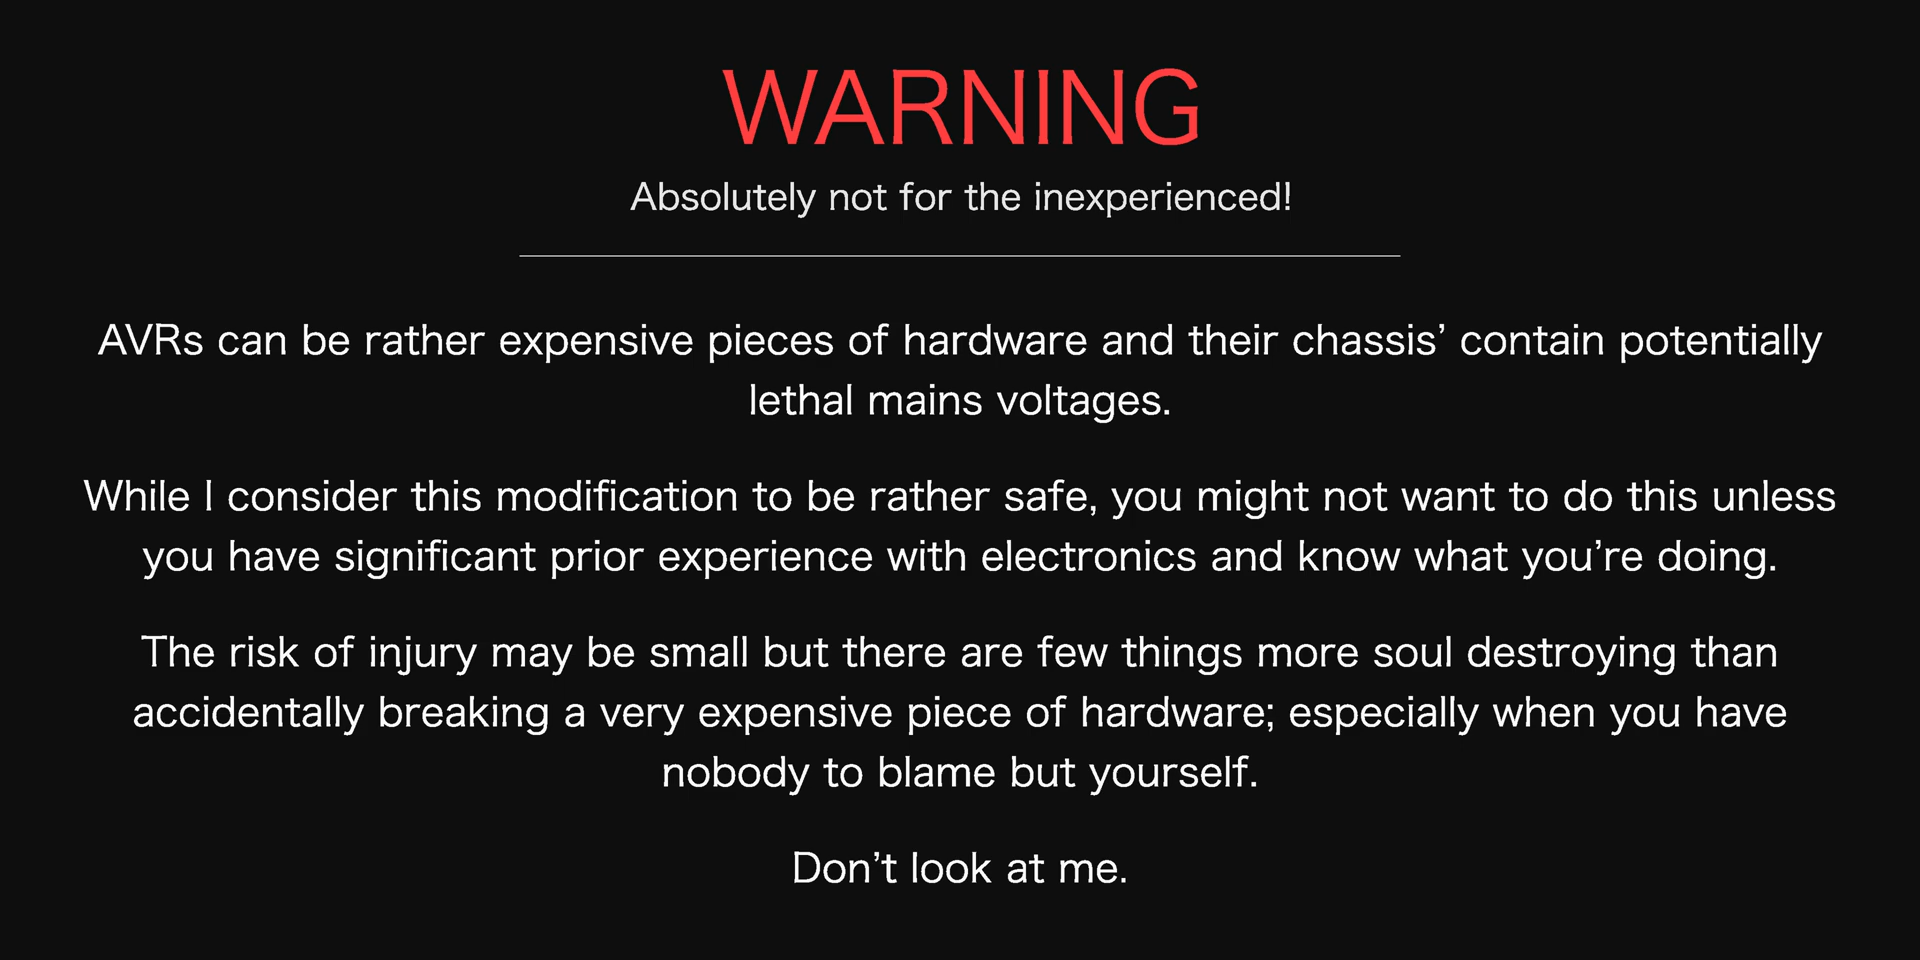 WARNING
Absolutely not for the inexperienced!
AVRs can be rather expensive pieces of hardware and their chassis’ contain potentially
lethal mains voltages.
While I consider this modification to be rather safe, you might not want to do this unless
you have significant prior experience with electronics and know what you’re doing.
The risk of injury may be small but there are few things more soul destroying than
accidentally breaking a very expensive piece of hardware; especially when you have
nobody to blame but yourself.
Don’t look at me.